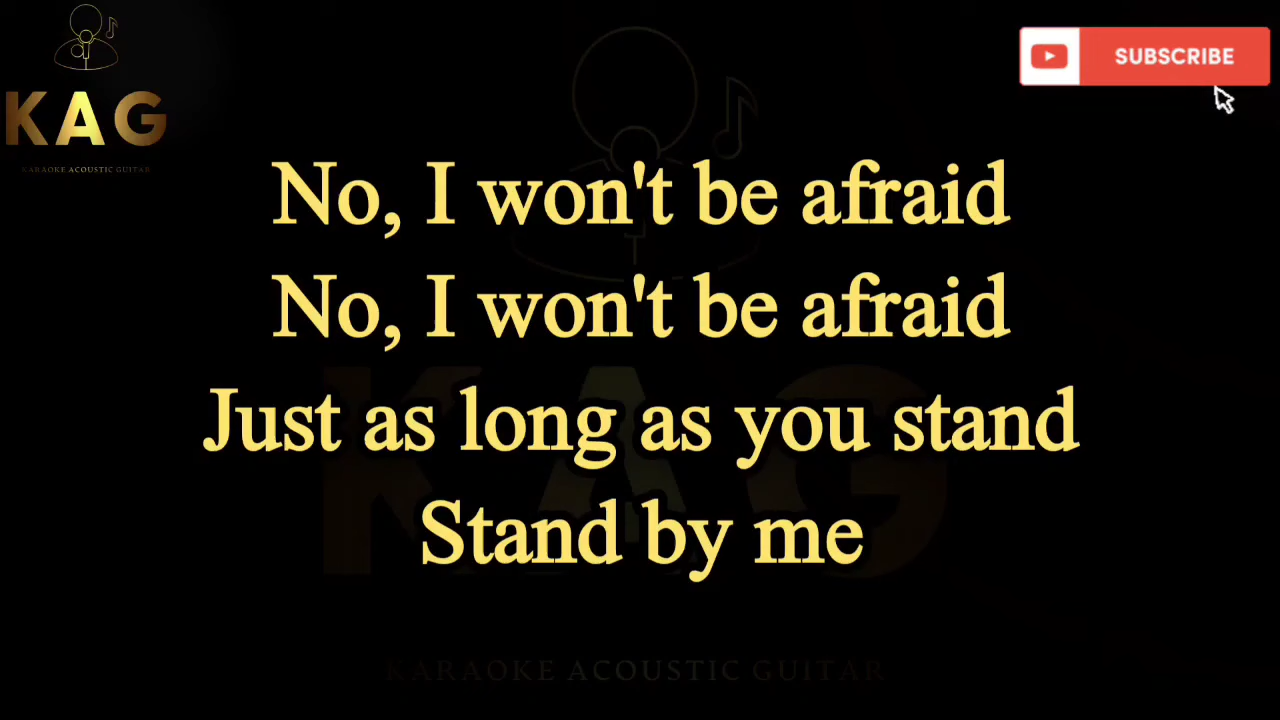 KAG
KARAOKE ACOUSTIC GUITAR
SUBSCRIBE
No, I won't be afraid
No, I won't be afraid
Just as long as you stand
Stand by me
KAG
KARAOKE ACOUSTIC GUITAR